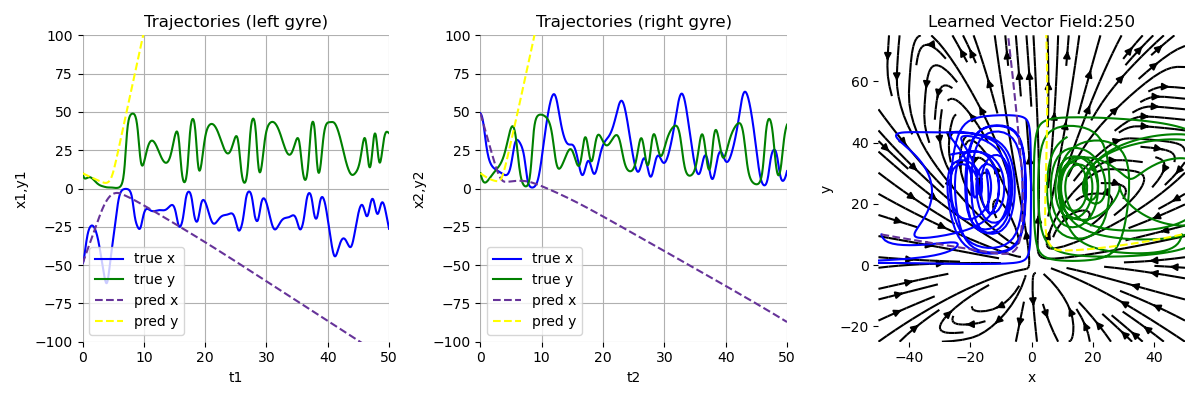 Trajectories (left gyre)
100
75
50
25
0
−25
−50
−75
−100
x1,y1
true x
true y
pred x
pred y
0
10
20
30
40
50
t1
Trajectories (right gyre)
100
75
50
25
0
−25
−50
−75
−100
x2,y2
true x
true y
pred x
pred y
0
10
20
30
40
50
t2
Learned Vector Field:250
60
40
20
0
−20
y
−40
−20
0
20
40
x